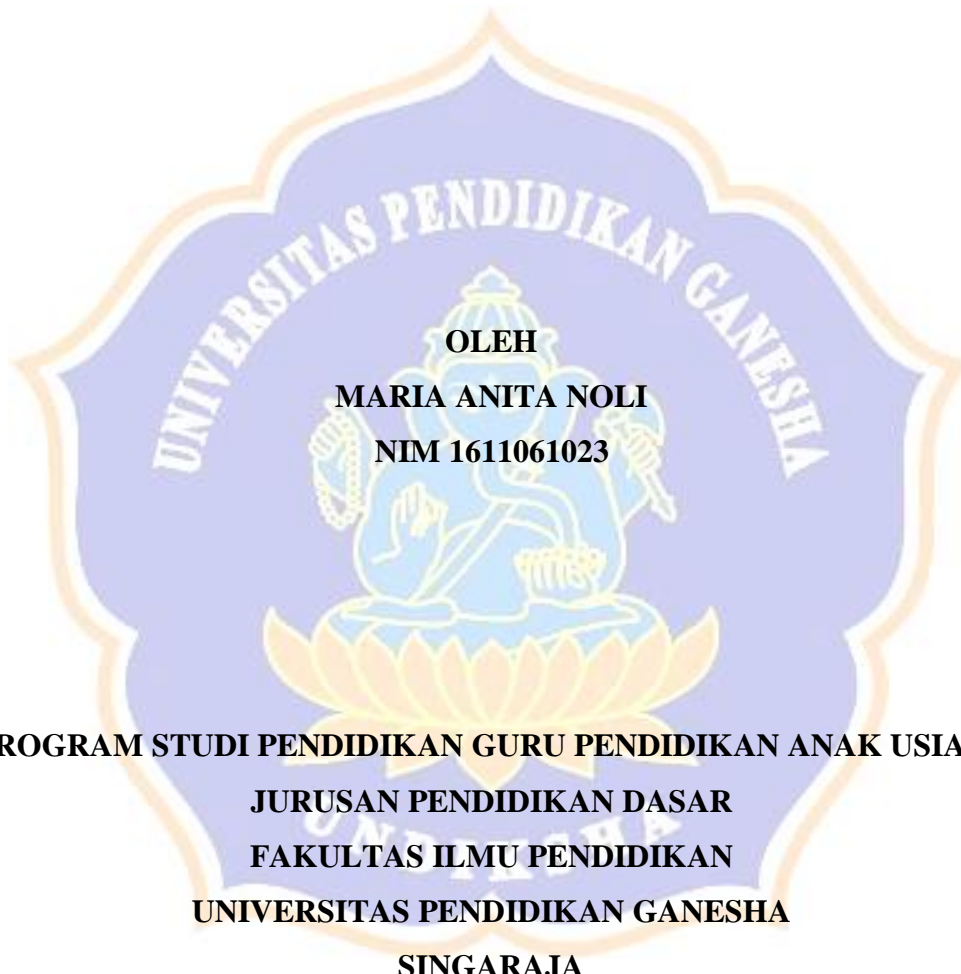 UNIVERSITAS PENDIDIKAN GANESHA
OLEH
MARIA ANITA NOLI
NIM 1611061023
ROGRAM STUDI PENDIDIKAN GURU PENDIDIKAN ANAK USIA
JURUSAN PENDIDIKAN DASAR
UNDIKSHA
FAKULTAS ILMU PENDIDIKAN
UNIVERSITAS PENDIDIKAN GANESHA
SINGARAJA